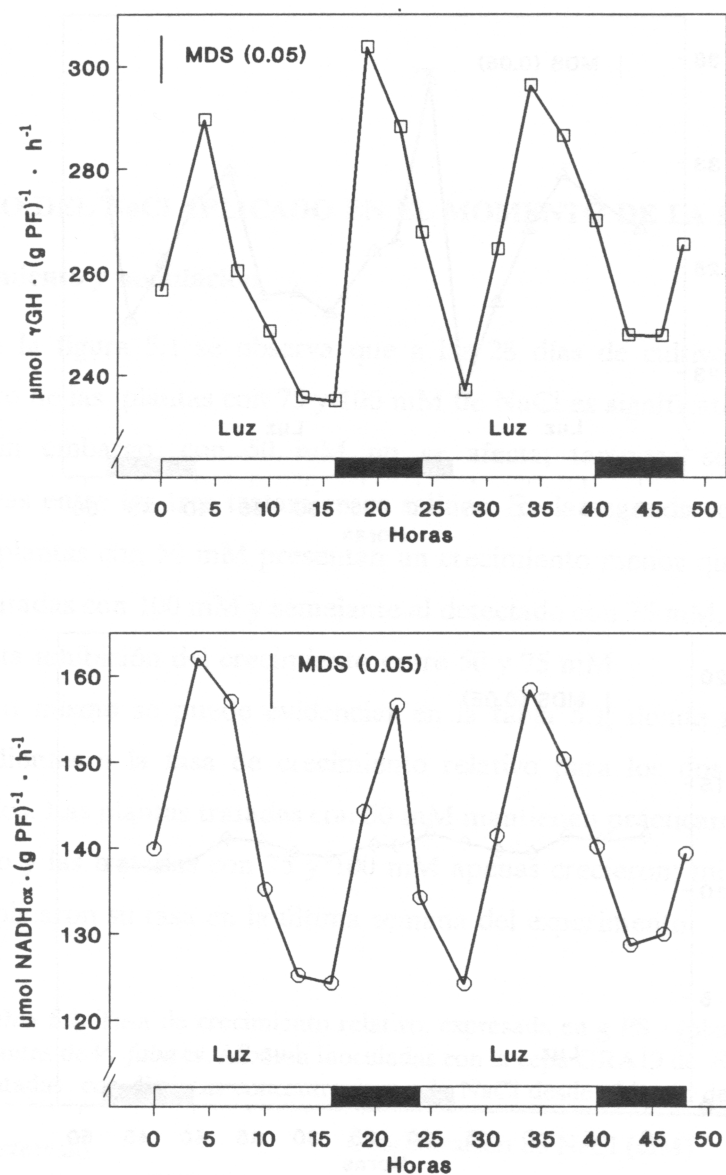 MDS (0.05)
300
280
260
240
µmol γGH · (g PF)⁻¹ · h⁻¹
Luz Luz
0 5 10 15 20 25 30 35 40 45 50
Horas
MDS (0.05)
160
150
140
130
120
µmol NADHox · (g PF)⁻¹ · h⁻¹
Luz Luz
0 5 10 15 20 25 30 35 40 45 50
Horas